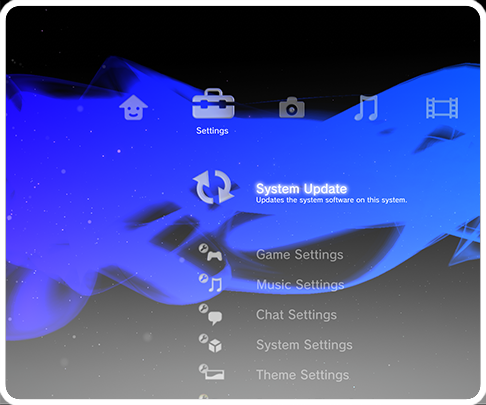 Settings
System Update
Updates the system software on this system.
Game Settings
Music Settings
Chat Settings
System Settings
Theme Settings